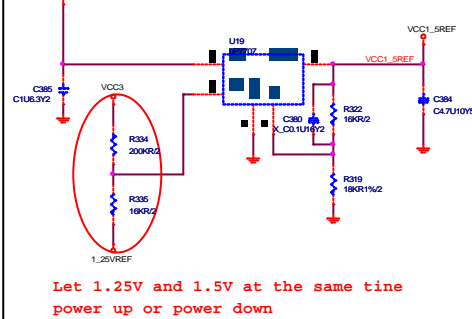 VCC1_5REF
U19
VCC1_5REF
C385
C1U6.3Y2
VCC3
C380
X_C0.1U16Y2
R322
16KR/2
C384
C4.7U10Y5
R334
200KR/2
R335
16KR/2
R319
18KR1%/2
1_25VREF
Let 1.25V and 1.5V at the same tine
power up or power down